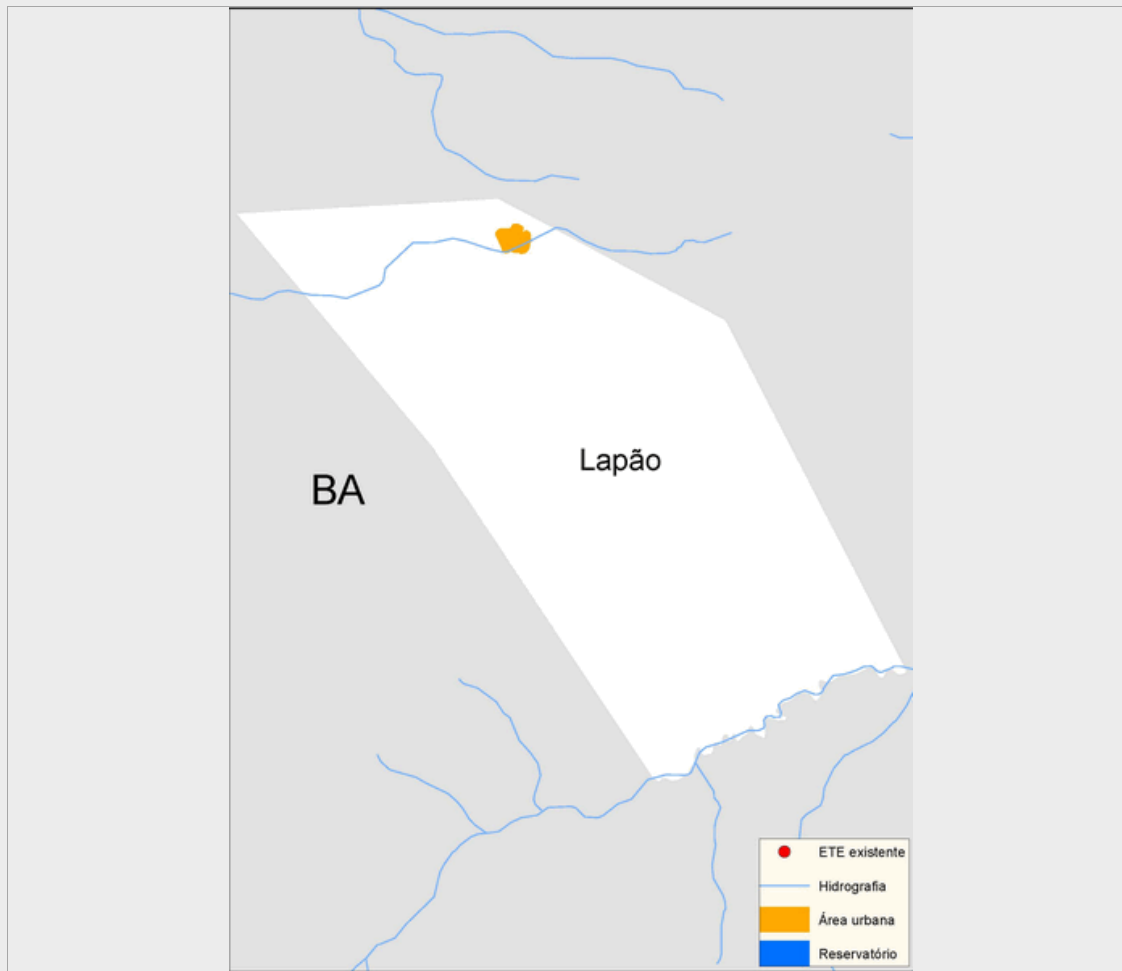 Lapão
BA
ETE existente
Hidrografia
Área urbana
Reservatório